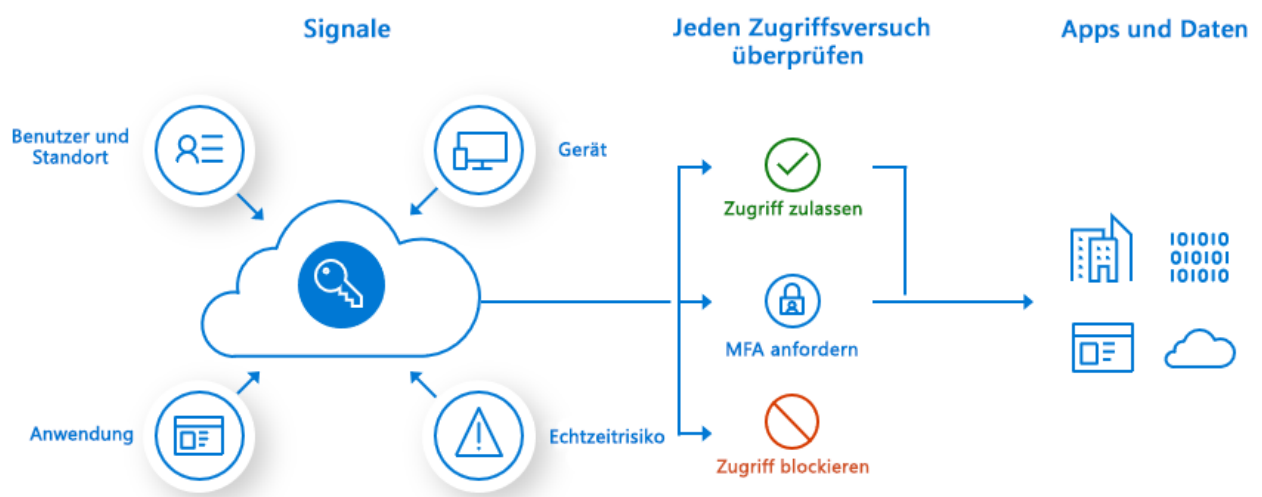 Signale
Jeden Zugriffsversuch
überprüfen
Apps und Daten
Benutzer und
Standort
Gerät
Zugriff zulassen
101010
010101
101010
MFA anfordern
Anwendung
Echtzeitrisiko
Zugriff blockieren